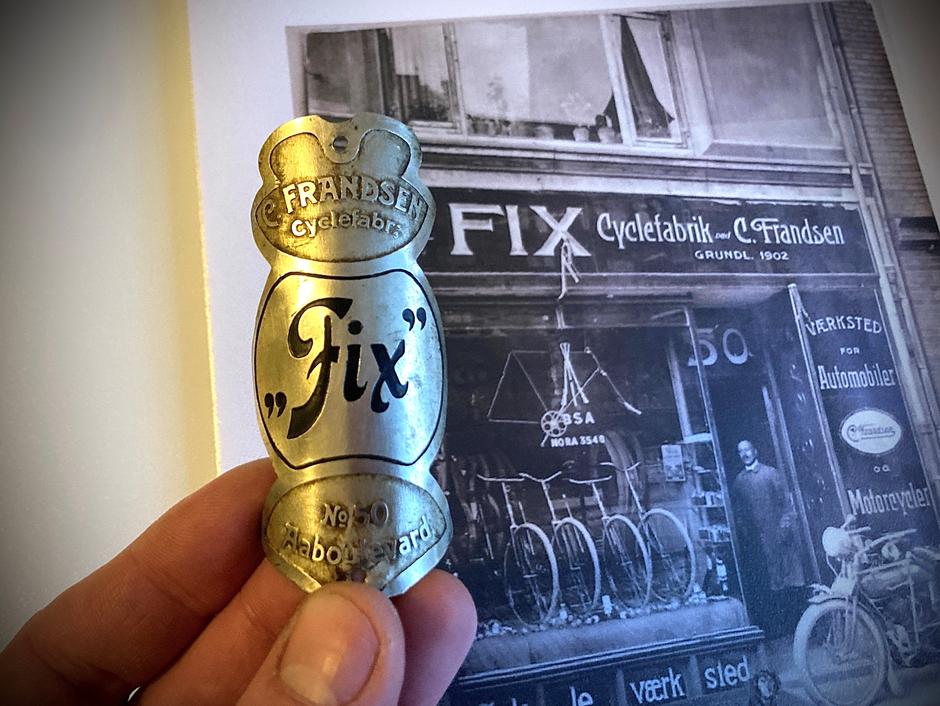 C. FRANDSEN
Cyclefabr.
„Fix”
No 50
Aaboulevard.
FIX Cyclefabrik ved C. Frandsen
GRUNDL. 1902
50
BSA
NORA 3548
VÆRKSTED
FOR
Automobiler
C. Frandsen
OG
Motorcycler
værk sted